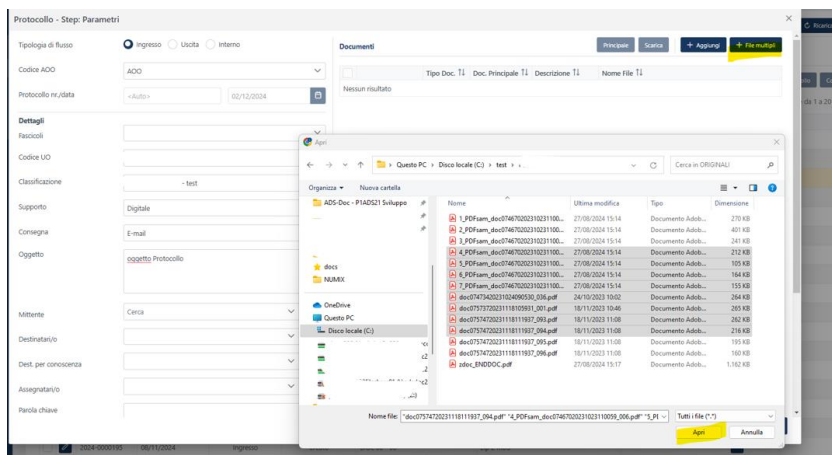 Protocollo - Step: Parametri
Ricaric
Tipologia di flusso
Ingresso Uscita Interno
Codice AOO
AOO
Protocollo nr./data
<Auto>
02/12/2024
Dettagli
Fascicoli
Codice UO
Classificazione
- test
Supporto
Digitale
Consegna
E-mail
Oggetto
oggetto Protocollo
Mittente
Cerca
Destinatari/o
Dest. per conoscenza
Assegnatari/o
Parola chiave
Documenti
Principale Scarica + Aggiungi + File multipli
Tipo Doc. Doc. Principale Descrizione Nome File
Nessun risultato
da 1 a 20
Apri
Questo PC > Disco locale (C:) > test >
Cerca in ORIGINALI
Organizza Nuova cartella
ADS-Doc - P1ADS21 Sviluppo
docs
NUMIX
OneDrive
Questo PC
Disco locale (C:)
Nome Ultima modifica Tipo Dimensione
1_PDFsam_doc074670202310231100... 27/08/2024 15:14 Documento Adob... 270 KB
2_PDFsam_doc074670202310231100... 27/08/2024 15:14 Documento Adob... 401 KB
3_PDFsam_doc074670202310231100... 27/08/2024 15:14 Documento Adob... 241 KB
4_PDFsam_doc074670202310231100... 27/08/2024 15:14 Documento Adob... 212 KB
5_PDFsam_doc074670202310231100... 27/08/2024 15:14 Documento Adob... 105 KB
6_PDFsam_doc074670202310231100... 27/08/2024 15:14 Documento Adob... 164 KB
7_PDFsam_doc074670202310231100... 27/08/2024 15:14 Documento Adob... 155 KB
doc07473420231024090530_036.pdf 24/10/2023 10:02 Documento Adob... 264 KB
doc07573720231118105931_001.pdf 18/11/2023 10:46 Documento Adob... 265 KB
doc07574720231118111937_093.pdf 18/11/2023 11:08 Documento Adob... 262 KB
doc07574720231118111937_094.pdf 18/11/2023 11:08 Documento Adob... 216 KB
doc07574720231118111937_095.pdf 18/11/2023 11:08 Documento Adob... 195 KB
doc07574720231118111937_096.pdf 18/11/2023 11:08 Documento Adob... 160 KB
zdoc_ENDDOC.pdf 27/08/2024 15:17 Documento Adob... 1.162 KB
Nome file: "doc07574720231118111937_094.pdf" "4_PDFsam_doc07467020231023110059_006.pdf" "5_PI
Tutti i file (*.*)
Apri Annulla
2024-0000195 06/11/2024 Ingresso